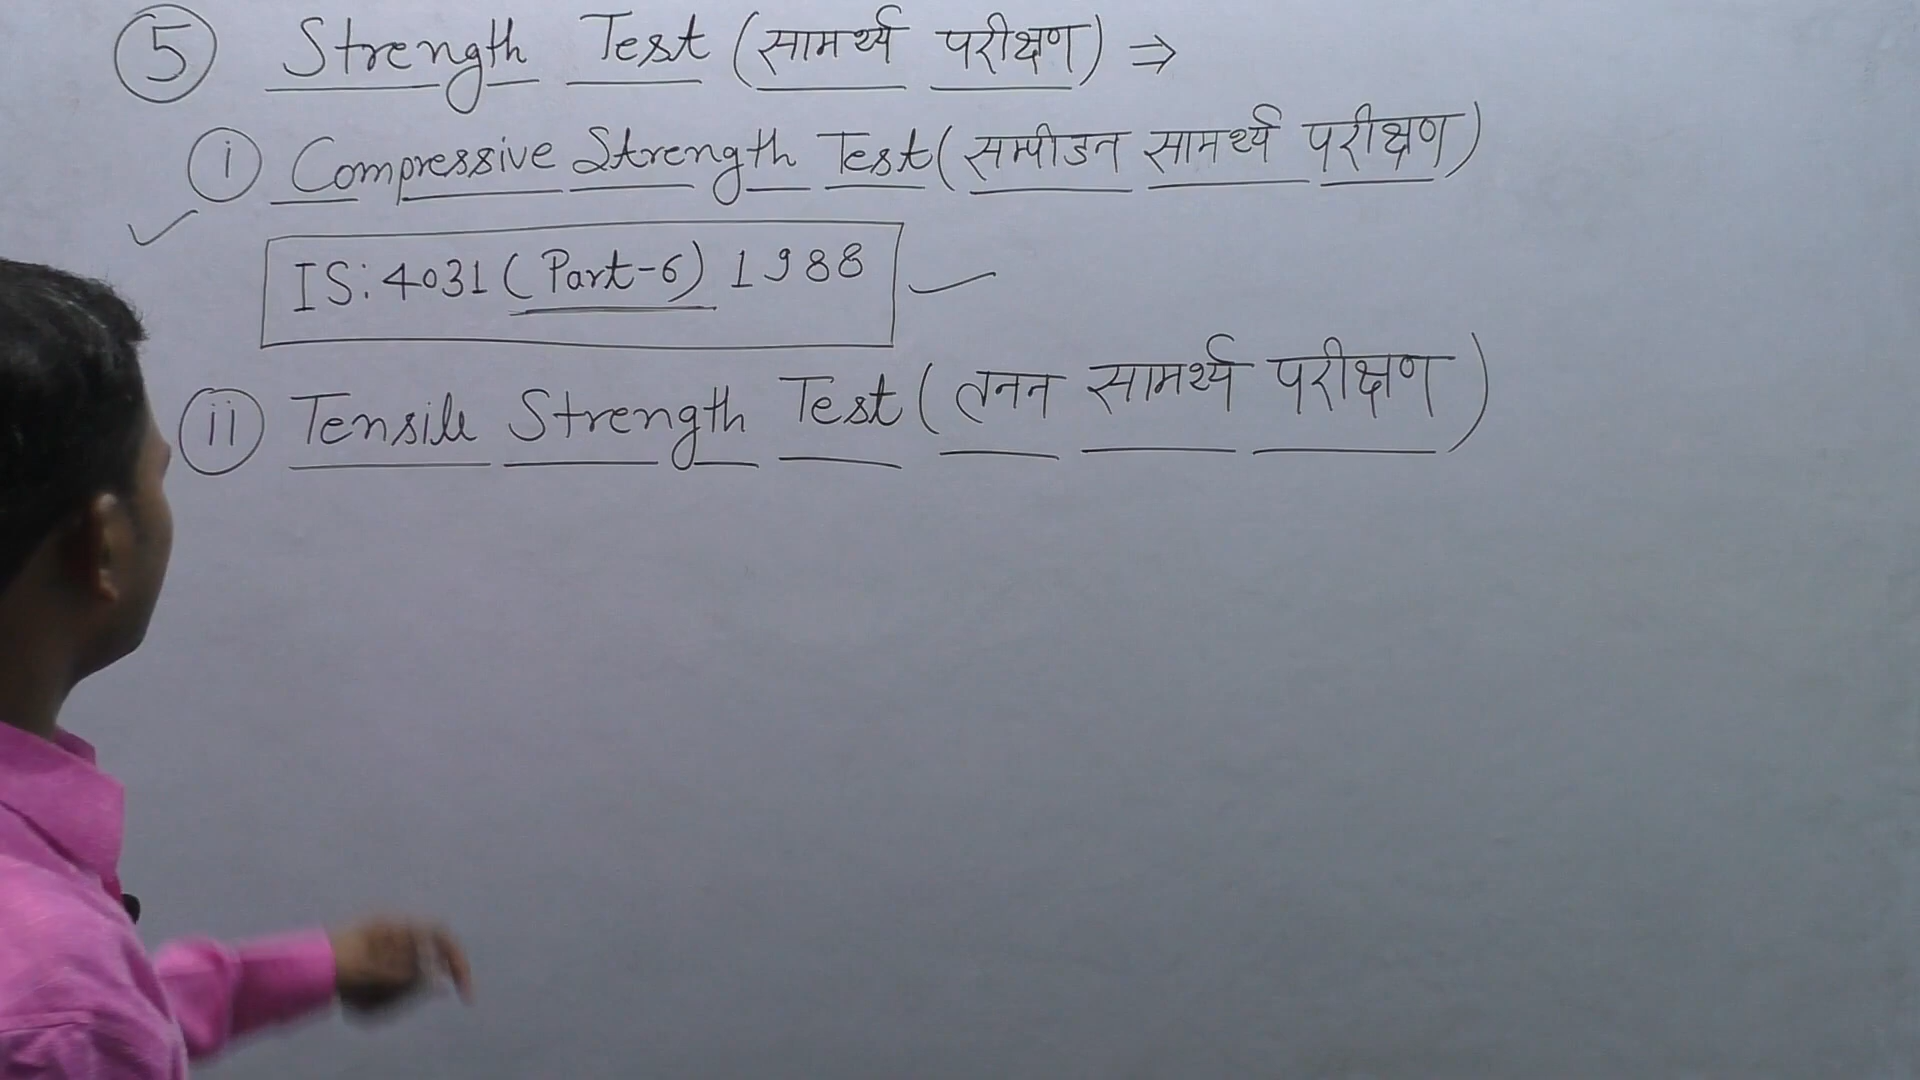 5 Strength Test (सामर्थ्य परीक्षण) ⇒
i Compressive Strength Test (सम्पीडन सामर्थ्य परीक्षण)
IS: 4031 (Part-6) 1988
ii Tensile Strength Test (तनन सामर्थ्य परीक्षण)